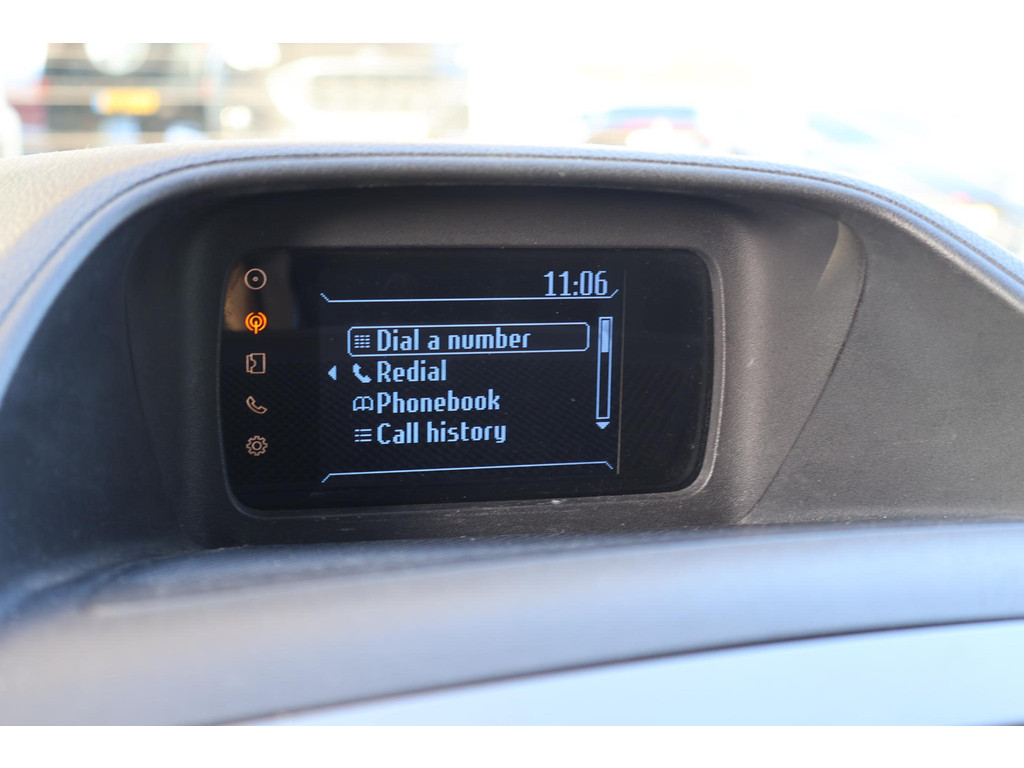 11:06
Dial a number
Redial
Phonebook
Call history